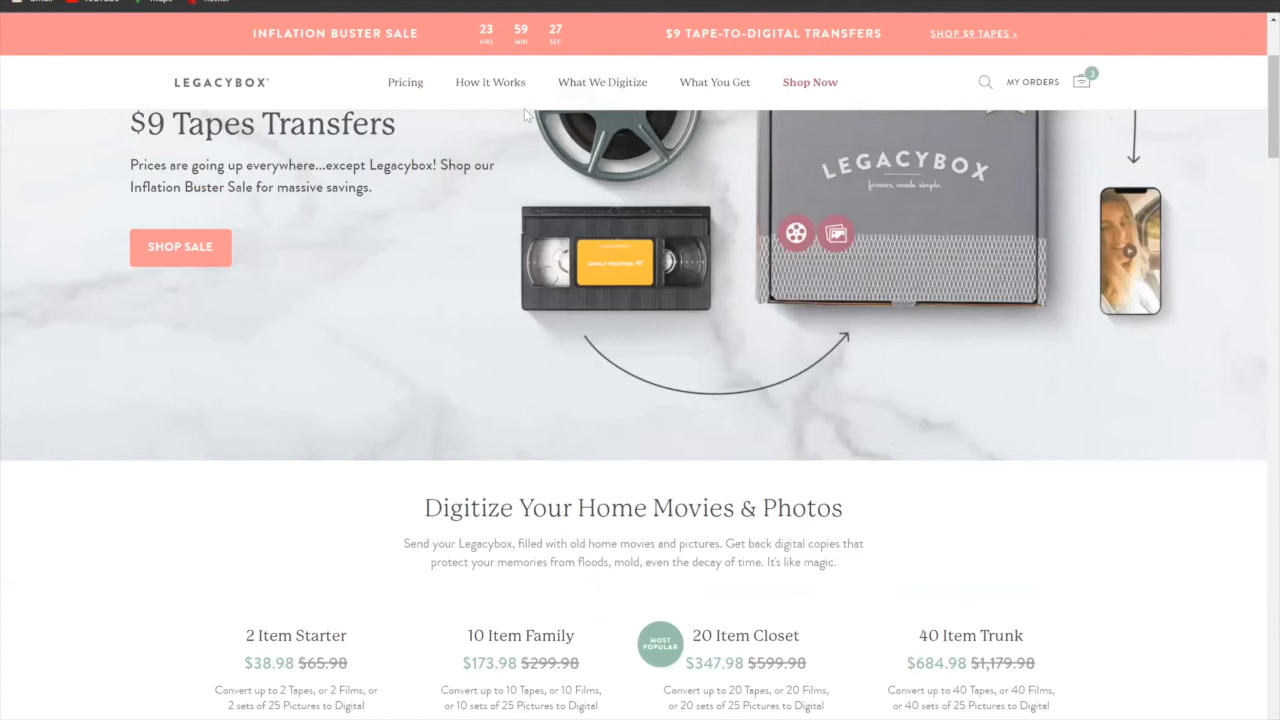 INFLATION BUSTER SALE
23 59 27
HRS MIN SEC
$9 TAPE-TO-DIGITAL TRANSFERS
SHOP $9 TAPES >
LEGACYBOX
Pricing
How It Works
What We Digitize
What You Get
Shop Now
MY ORDERS
3
$9 Tapes Transfers
Prices are going up everywhere...except Legacybox! Shop our
Inflation Buster Sale for massive savings.
SHOP SALE
LEGACYBOX
forever, made simple.
Digitize Your Home Movies & Photos
Send your Legacybox, filled with old home movies and pictures. Get back digital copies that
protect your memories from floods, mold, even the decay of time. It's like magic.
2 Item Starter
$38.98 $65.98
Convert up to 2 Tapes, or 2 Films, or
2 sets of 25 Pictures to Digital
10 Item Family
$173.98 $299.98
Convert up to 10 Tapes, or 10 Films,
or 10 sets of 25 Pictures to Digital
MOST
POPULAR
20 Item Closet
$347.98 $599.98
Convert up to 20 Tapes, or 20 Films,
or 20 sets of 25 Pictures to Digital
40 Item Trunk
$684.98 $1,179.98
Convert up to 40 Tapes, or 40 Films,
or 40 sets of 25 Pictures to Digital